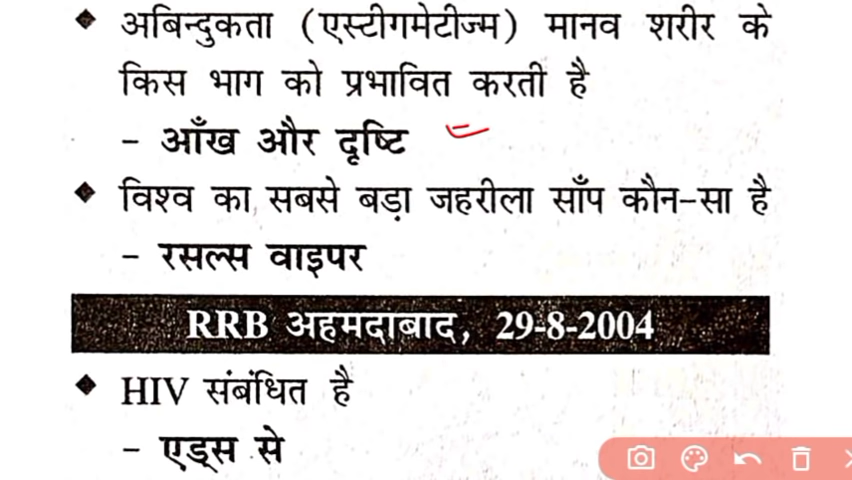 ◆ अबिन्दुकता (एस्टीगमेटीज्म) मानव शरीर के
किस भाग को प्रभावित करती है
– आँख और दृष्टि
◆ विश्व का सबसे बड़ा जहरीला साँप कौन-सा है
– रसल्स वाइपर
RRB अहमदाबाद, 29-8-2004
◆ HIV संबंधित है
– एड्स से